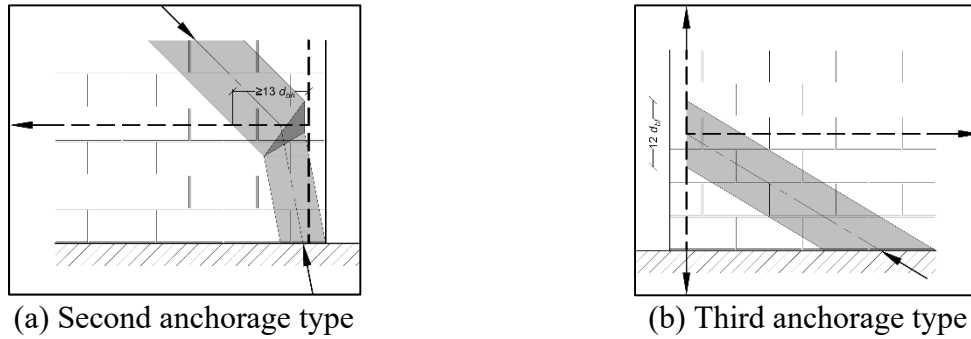 ≥13 d_bh
12 d_bl
(a) Second anchorage type
(b) Third anchorage type